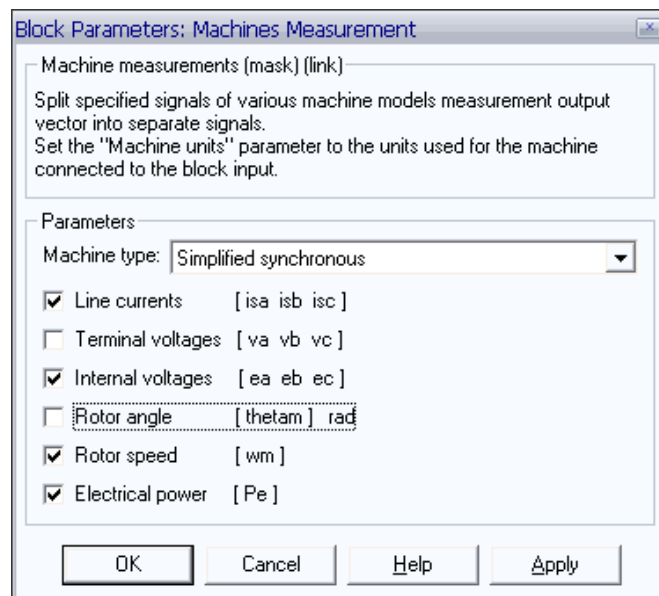 Block Parameters: Machines Measurement
Machine measurements (mask) (link)
Split specified signals of various machine models measurement output
vector into separate signals.
Set the "Machine units" parameter to the units used for the machine
connected to the block input.
Parameters
Machine type: Simplified synchronous
Line currents [ isa isb isc ]
Terminal voltages [ va vb vc ]
Internal voltages [ ea eb ec ]
Rotor angle [ thetam ] rad
Rotor speed [ wm ]
Electrical power [ Pe ]
OK Cancel Help Apply